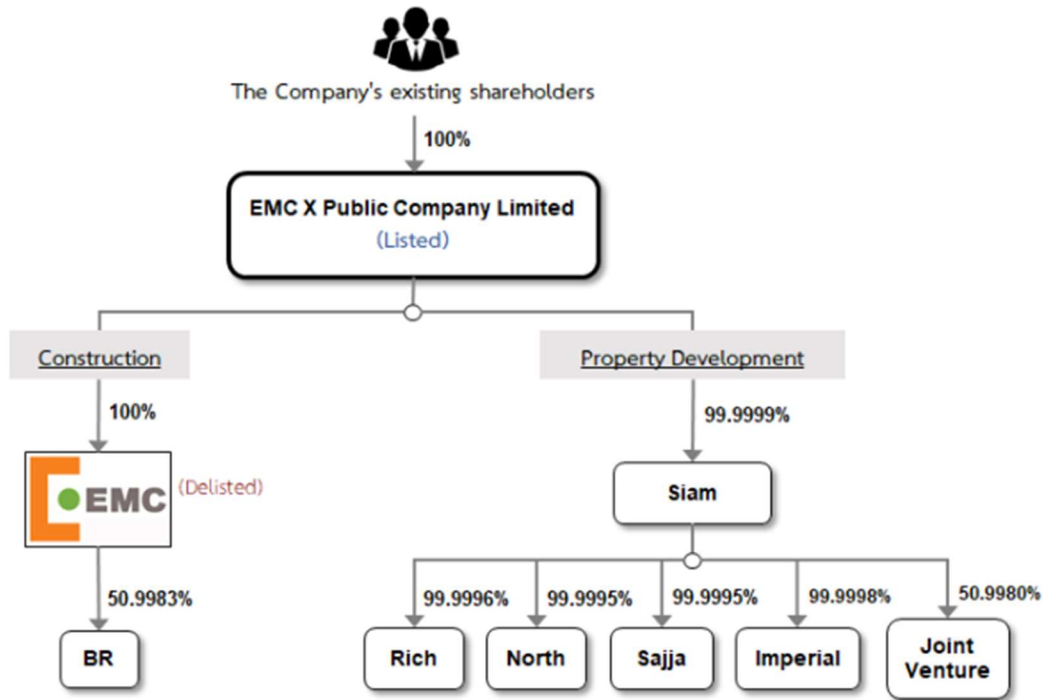 The Company's existing shareholders
100%
EMC X Public Company Limited
(Listed)
Construction
Property Development
100%
99.9999%
EMC
(Delisted)
Siam
50.9983%
99.9996%
99.9995%
99.9995%
99.9998%
50.9980%
BR
Rich
North
Sajja
Imperial
Joint
Venture